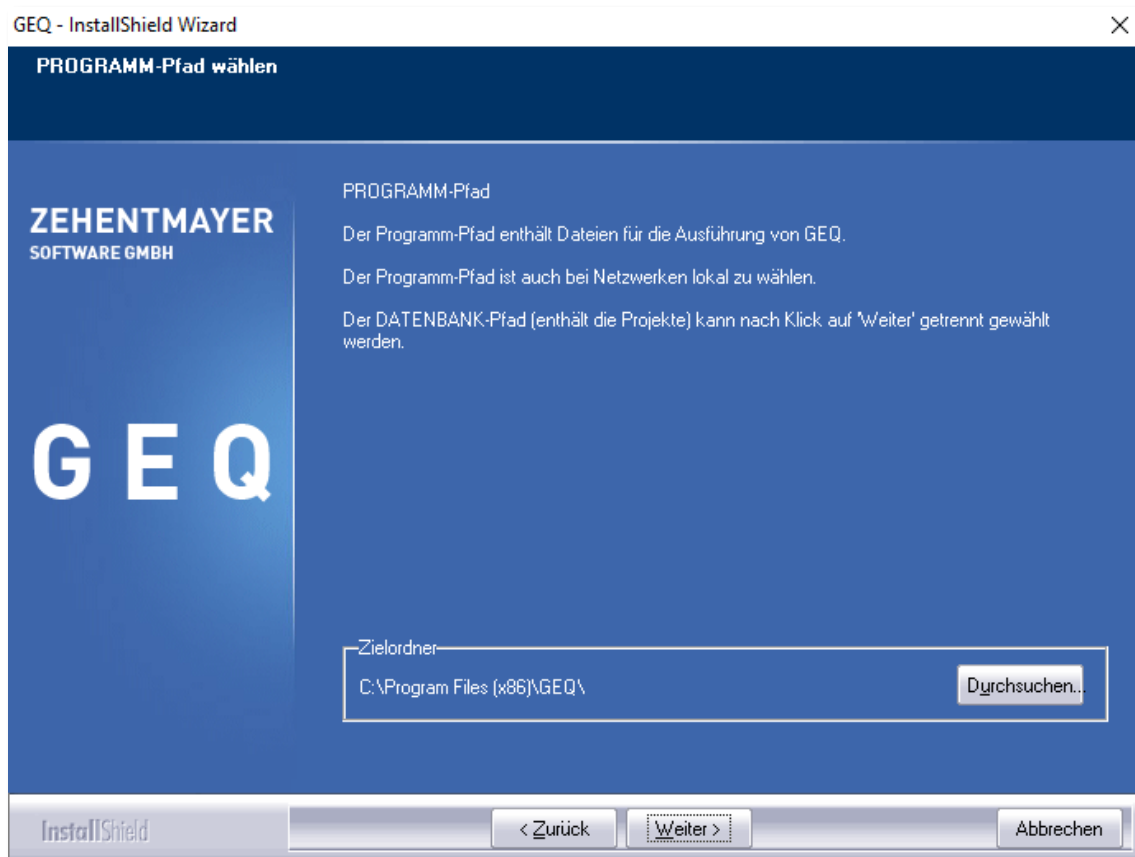 GEQ - InstallShield Wizard
PROGRAMM-Pfad wählen
ZEHENTMAYER
SOFTWARE GMBH
GEQ
PROGRAMM-Pfad
Der Programm-Pfad enthält Dateien für die Ausführung von GEQ.
Der Programm-Pfad ist auch bei Netzwerken lokal zu wählen.
Der DATENBANK-Pfad (enthält die Projekte) kann nach Klick auf 'Weiter' getrennt gewählt
werden.
Zielordner
C:\Program Files (x86)\GEQ\
Durchsuchen...
InstallShield
< Zurück
Weiter >
Abbrechen